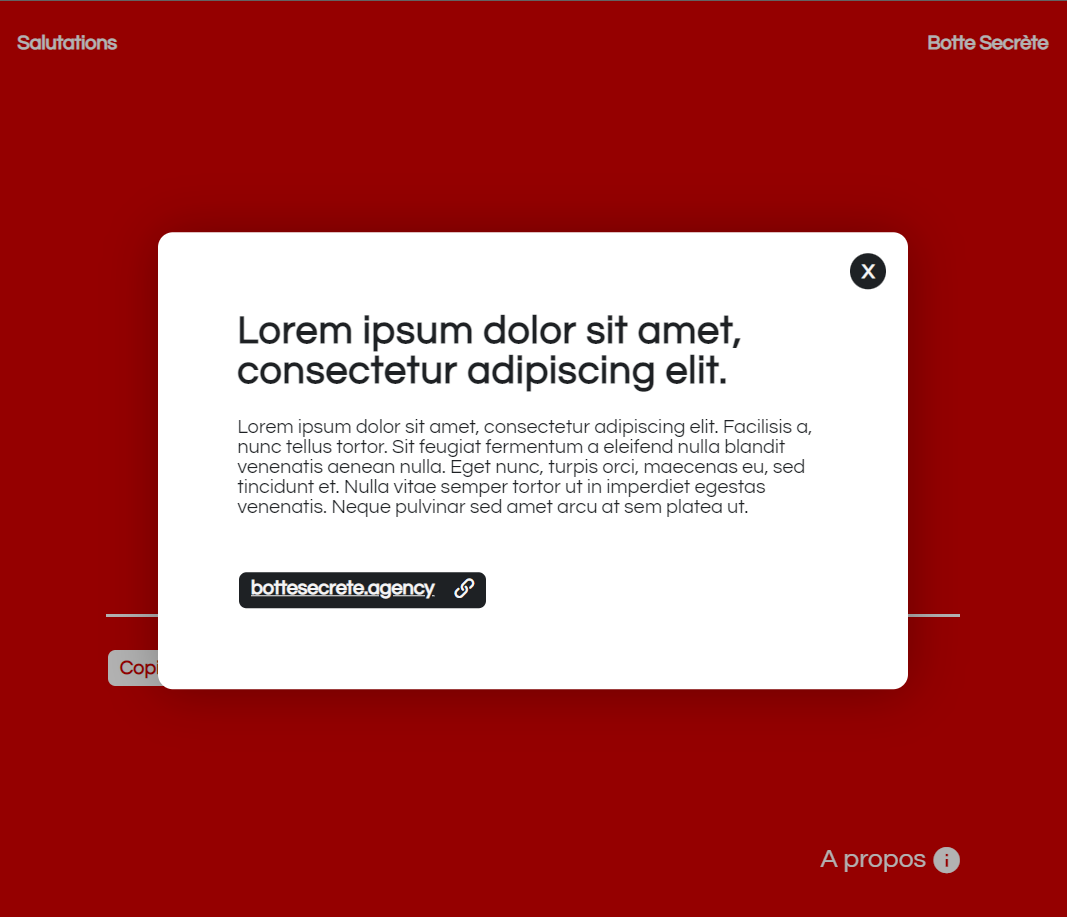 Salutations
Botte Secrète
X
Lorem ipsum dolor sit amet,
consectetur adipiscing elit.
Lorem ipsum dolor sit amet, consectetur adipiscing elit. Facilisis a,
nunc tellus tortor. Sit feugiat fermentum a eleifend nulla blandit
venenatis aenean nulla. Eget nunc, turpis orci, maecenas eu, sed
tincidunt et. Nulla vitae semper tortor ut in imperdiet egestas
venenatis. Neque pulvinar sed amet arcu at sem platea ut.
bottesecrete.agency
Copi
A propos i